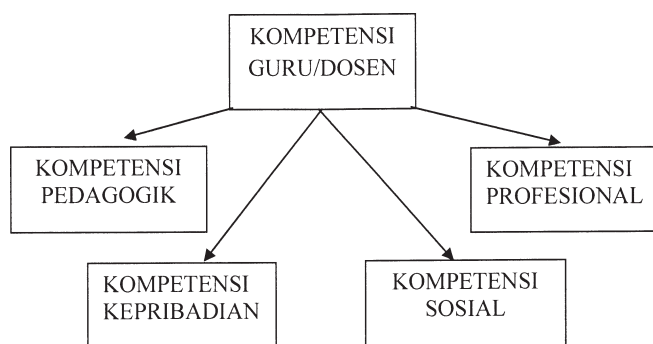 KOMPETENSI
GURU/DOSEN
KOMPETENSI
PEDAGOGIK
KOMPETENSI
PROFESIONAL
KOMPETENSI
KEPRIBADIAN
KOMPETENSI
SOSIAL